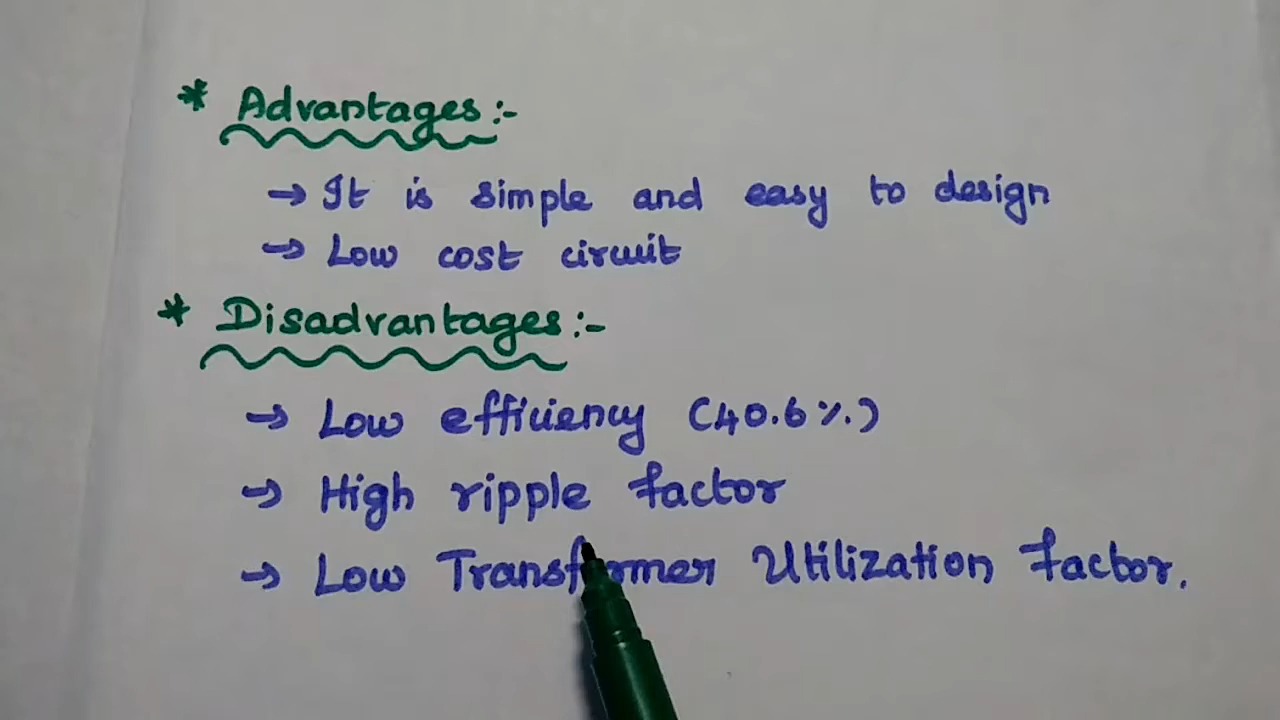 * Advantages:-
→ It is simple and easy to design
→ Low cost circuit
* Disadvantages:-
→ Low efficiency (40.6%.)
→ High ripple factor
→ Low Transformer Utilization factor.